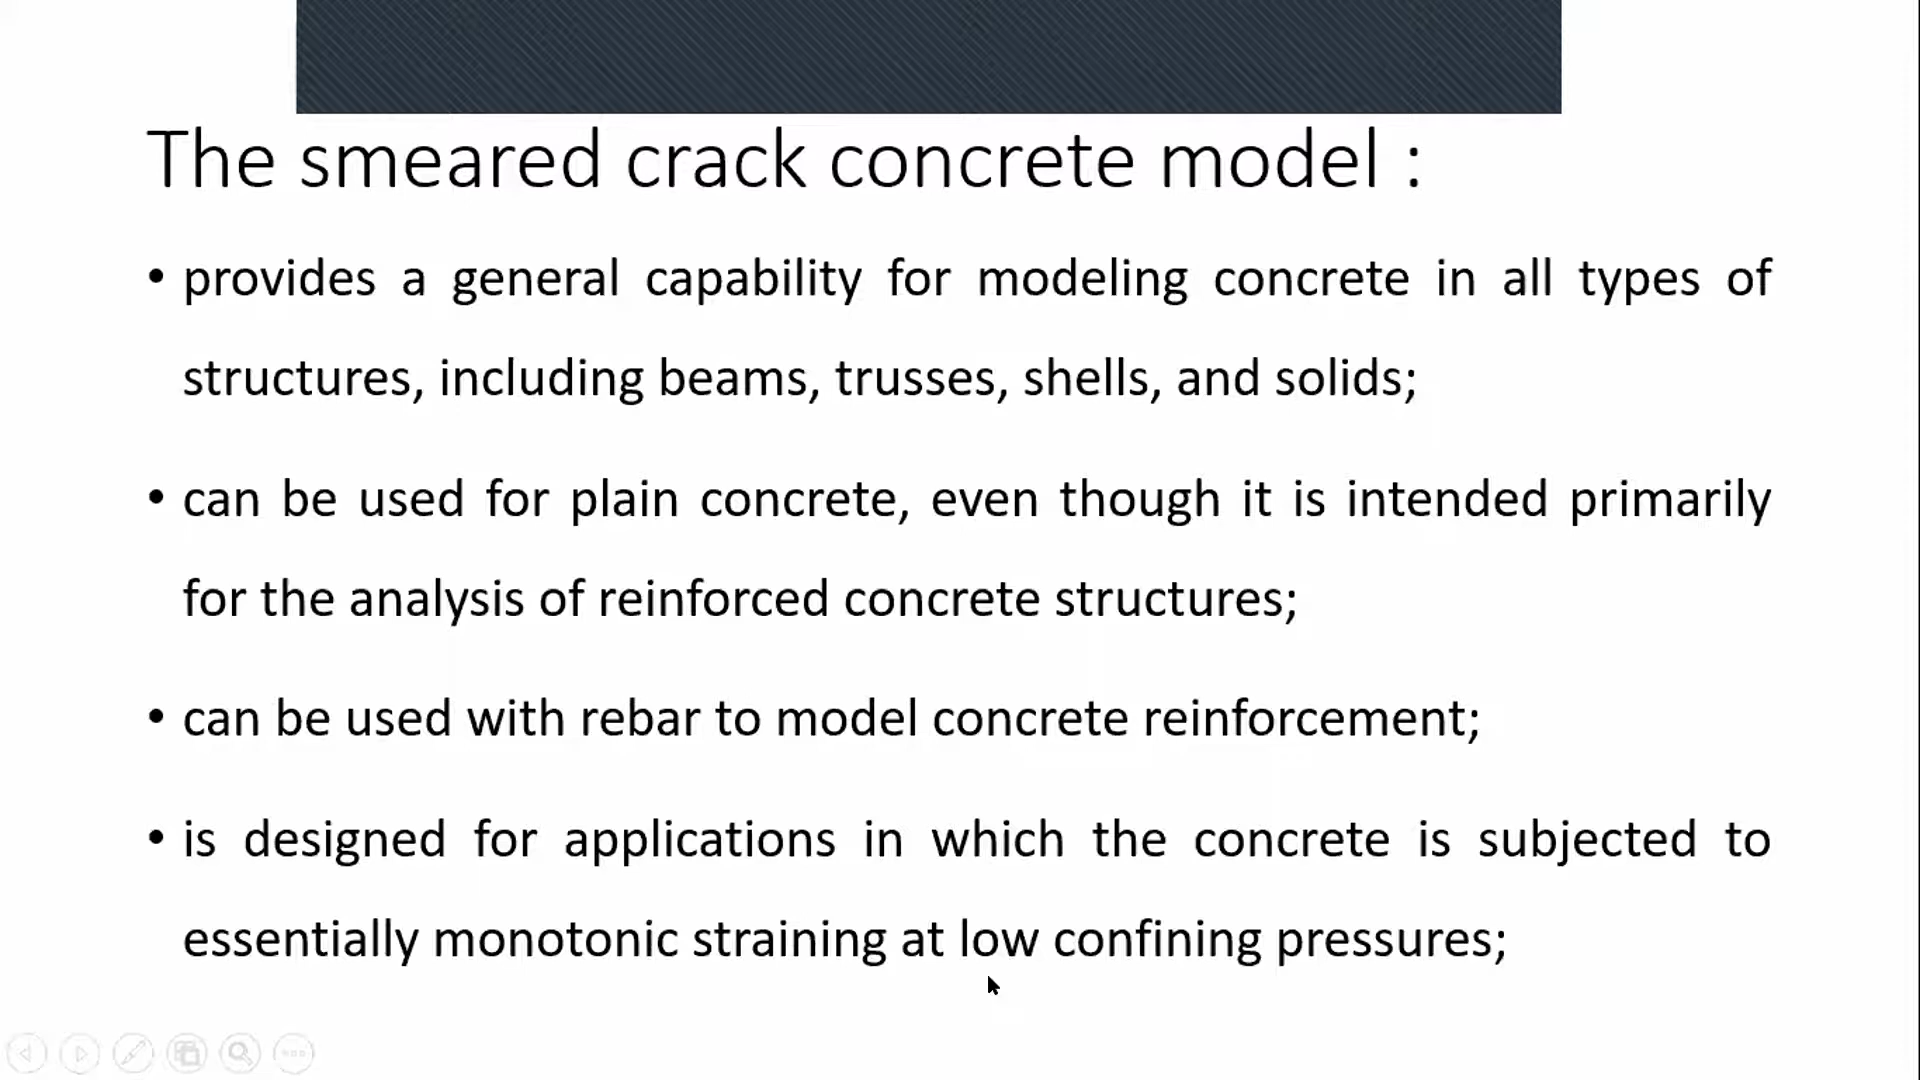 The smeared crack concrete model :
• provides a general capability for modeling concrete in all types of
structures, including beams, trusses, shells, and solids;
• can be used for plain concrete, even though it is intended primarily
for the analysis of reinforced concrete structures;
• can be used with rebar to model concrete reinforcement;
• is designed for applications in which the concrete is subjected to
essentially monotonic straining at low confining pressures;